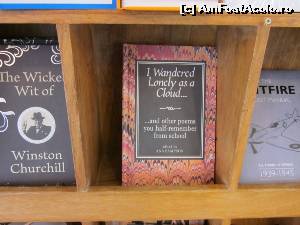 (c) AmFostAcolo.ro
The Wicked
Wit of
Winston
Churchill
I Wandered
Lonely as a
Cloud...
...and other poems
you half-remember
from school
SPITFIRE
1939-1945